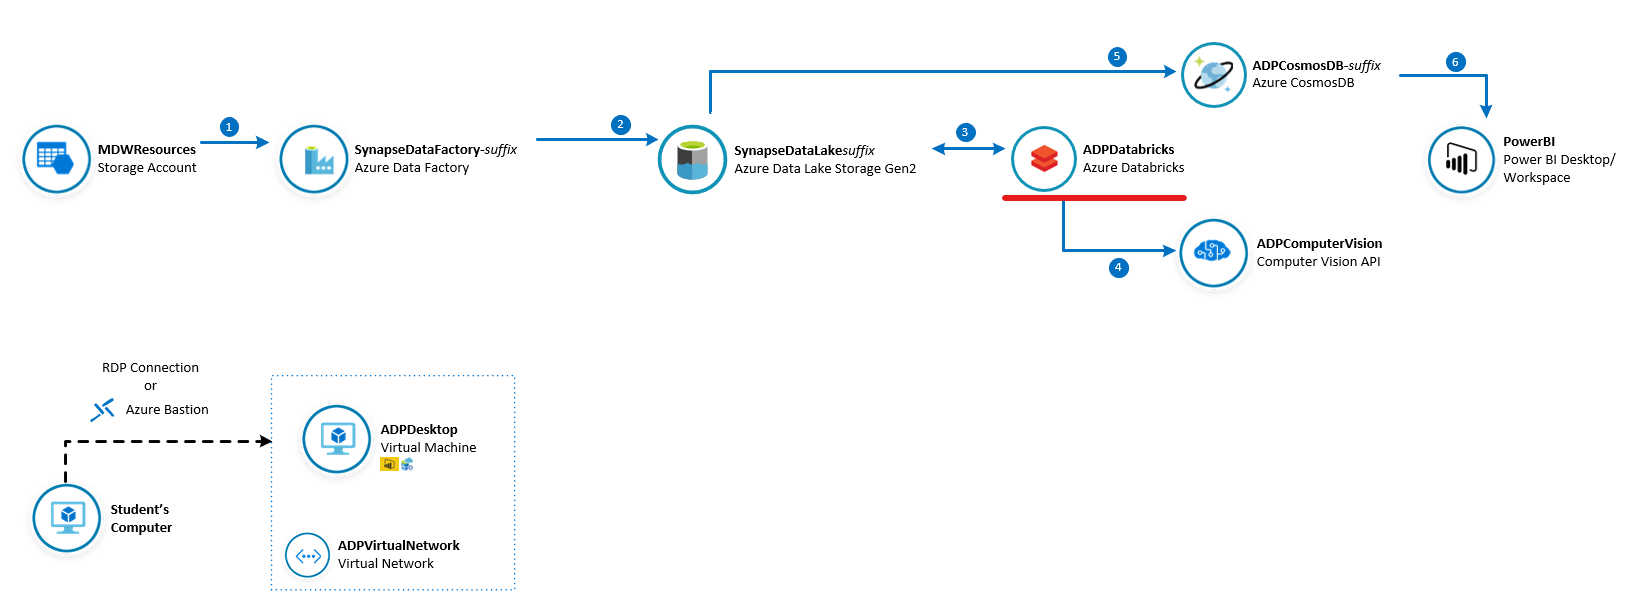 5
ADPCosmosDB-suffix
Azure CosmosDB
6
1
MDWResources
Storage Account
SynapseDataFactory-suffix
Azure Data Factory
2
SynapseDataLakesuffix
Azure Data Lake Storage Gen2
3
ADPDatabricks
Azure Databricks
PowerBI
Power BI Desktop/
Workspace
4
ADPComputerVision
Computer Vision API
RDP Connection
or
Azure Bastion
ADPDesktop
Virtual Machine
Student's
Computer
ADPVirtualNetwork
Virtual Network